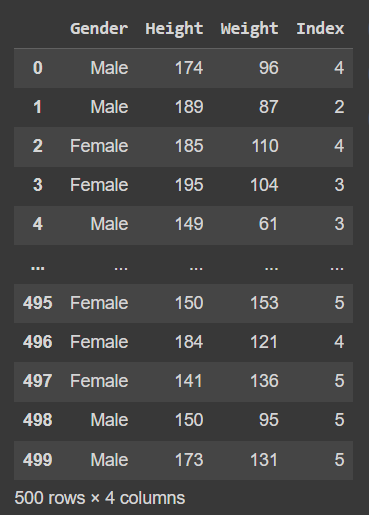 Gender Height Weight Index
0 Male 174 96 4
1 Male 189 87 2
2 Female 185 110 4
3 Female 195 104 3
4 Male 149 61 3
... ... ... ... ...
495 Female 150 153 5
496 Female 184 121 4
497 Female 141 136 5
498 Male 150 95 5
499 Male 173 131 5
500 rows × 4 columns